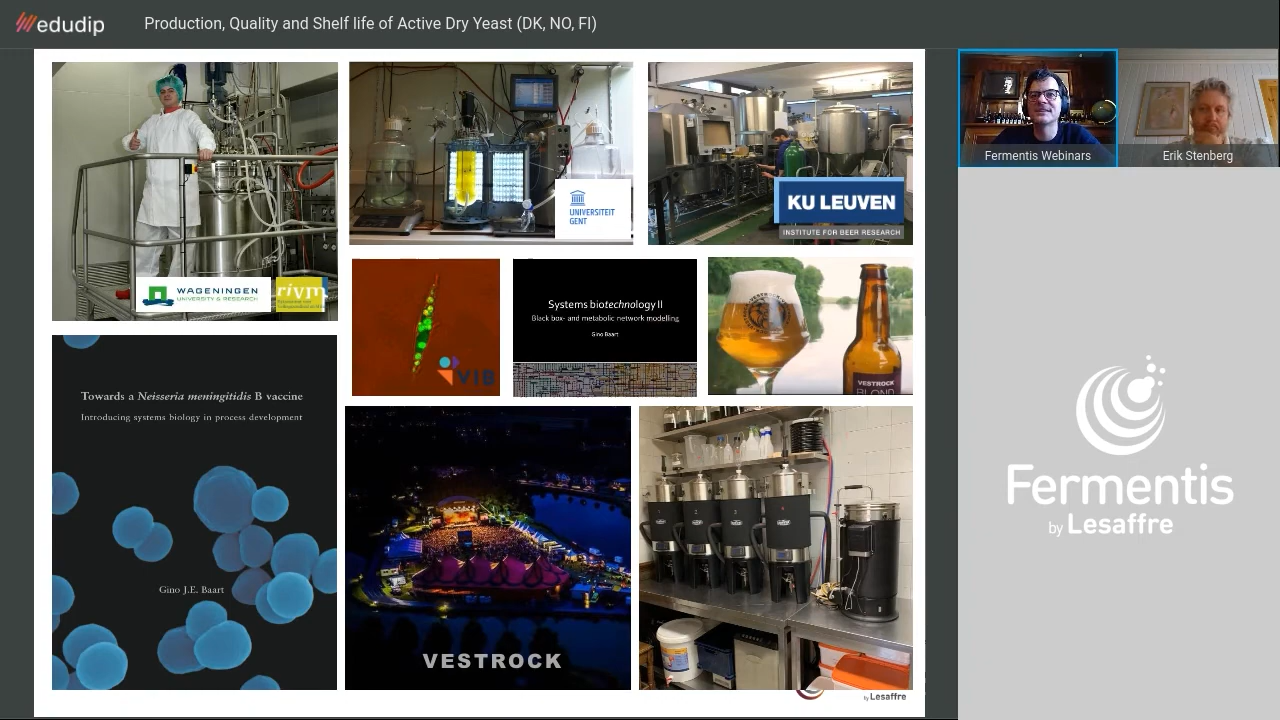 edudip
Production, Quality and Shelf life of Active Dry Yeast (DK, NO, FI)
WAGENINGEN
UNIVERSITY & RESEARCH
rivm
UNIVERSITEIT
GENT
KU LEUVEN
INSTITUTE FOR BEER RESEARCH
VIB
Systems biotechnology II
Black box- and metabolic network modelling
Gino Baart
VESTROCK
BLOND
Towards a Neisseria meningitidis B vaccine
Introducing systems biology in process development
Gino J.E. Baart
VESTROCK
by Lesaffre
Fermentis Webinars
Erik Stenberg
Fermentis
by Lesaffre